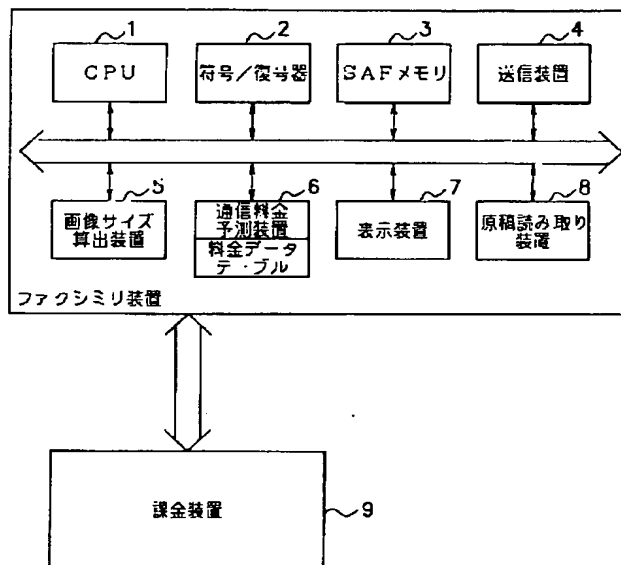 1
2
3
4
CPU
符号/復号器
SAFメモリ
送信装置
5
6
7
8
画像サイズ
算出装置
通信料金
予測装置
料金データ
テーブル
表示装置
原稿読み取り
装置
ファクシミリ装置
課金装置
9